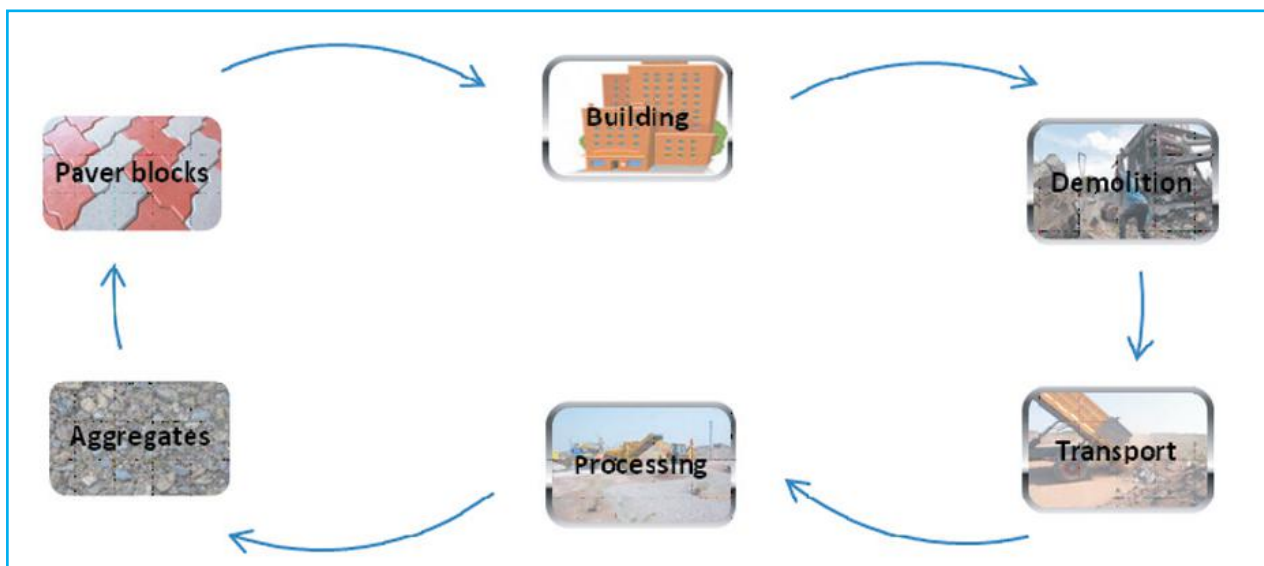 Building
Paver blocks
Demolition
Aggregates
Processing
Transport